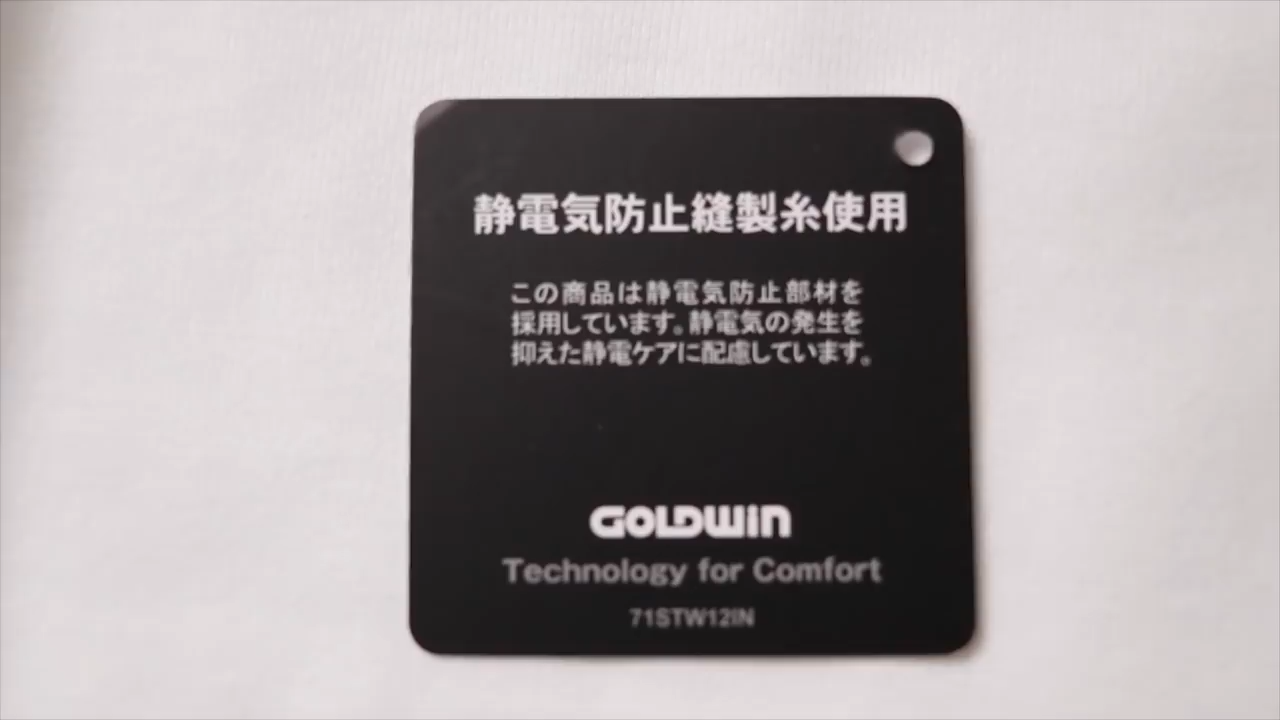 静電気防止縫製糸使用
この商品は静電気防止部材を
採用しています。静電気の発生を
抑えた静電ケアに配慮しています。
GOLDWIN
Technology for Comfort
71STW12IN